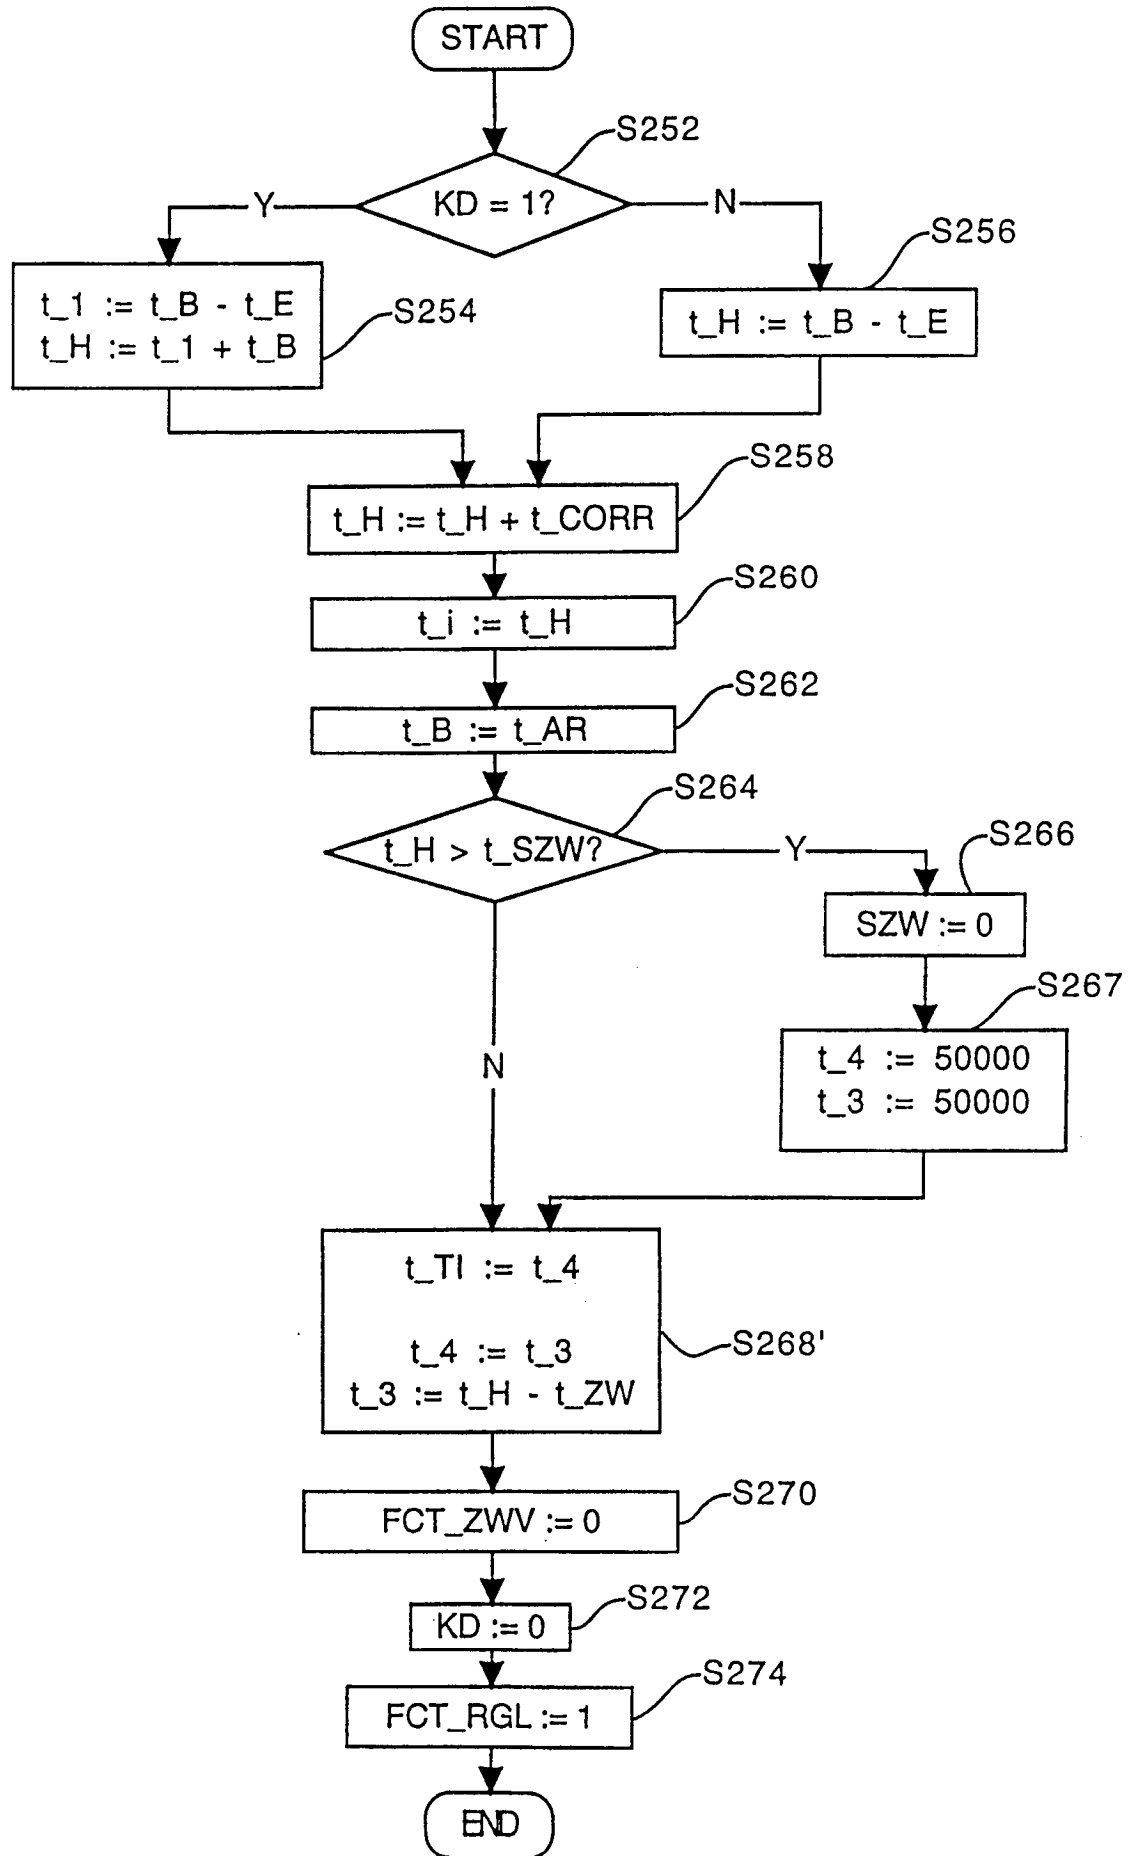 START
S252
KD = 1?
Y
N
S256
t_1 := t_B - t_E
t_H := t_1 + t_B
S254
t_H := t_B - t_E
S258
t_H := t_H + t_CORR
S260
t_i := t_H
S262
t_B := t_AR
S264
t_H > t_SZW?
Y
S266
SZW := 0
S267
t_4 := 50000
t_3 := 50000
N
t_TI := t_4
t_4 := t_3
t_3 := t_H - t_ZW
S268'
S270
FCT_ZWV := 0
S272
KD := 0
S274
FCT_RGL := 1
END